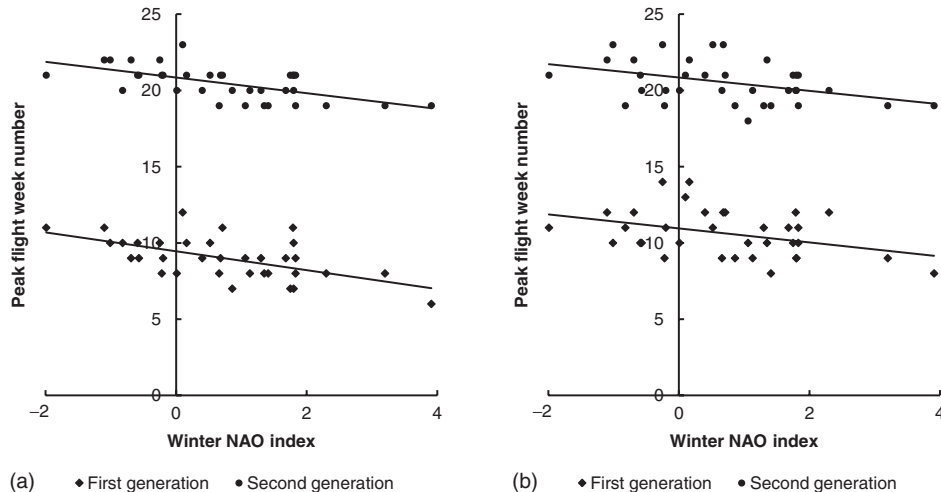 25
20
15
10
5
0
−2
0
2
4
Peak flight week number
Winter NAO index
(a)
First generation
Second generation
25
20
15
10
5
0
−2
0
2
4
Peak flight week number
Winter NAO index
(b)
First generation
Second generation